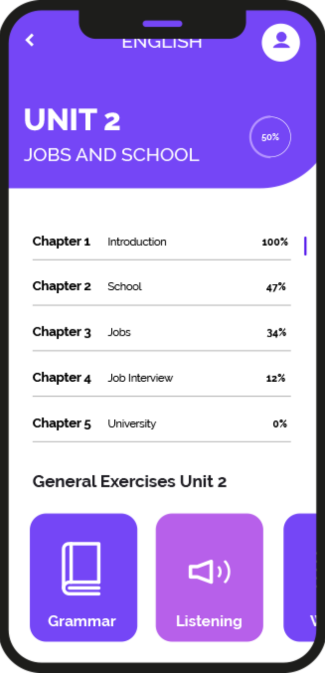 ENGLISH
UNIT 2
JOBS AND SCHOOL
50%
Chapter 1 Introduction 100%
Chapter 2 School 47%
Chapter 3 Jobs 34%
Chapter 4 Job Interview 12%
Chapter 5 University 0%
General Exercises Unit 2
Grammar Listening